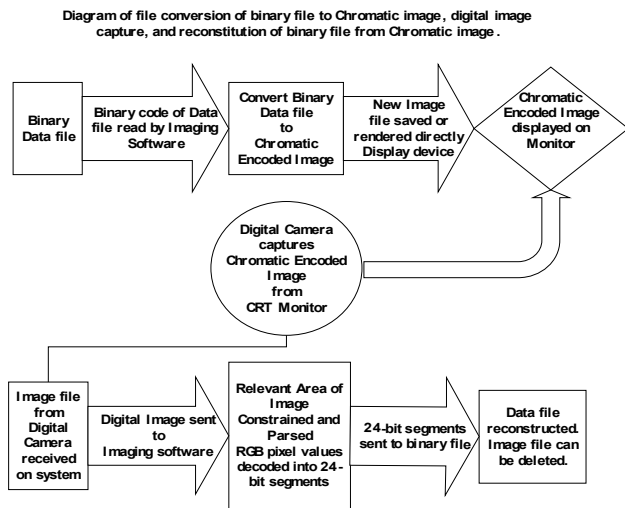 Diagram of file conversion of binary file to Chromatic image, digital image
capture, and reconstitution of binary file from Chromatic image.
Binary
Data file
Binary code of Data
file read by Imaging
Software
Convert Binary
Data file
to
Chromatic
Encoded Image
New Image
file saved or
rendered directly
Display device
Chromatic
Encoded Image
displayed on
Monitor
Digital Camera
captures
Chromatic Encoded
Image
from
CRT Monitor
Image file
from
Digital
Camera
received
on system
Digital Image sent
to
Imaging software
Relevant Area of
Image
Constrained and
Parsed
RGB pixel values
decoded into 24-
bit segments
24-bit segments
sent to binary file
Data file
reconstructed.
Image file can
be deleted.